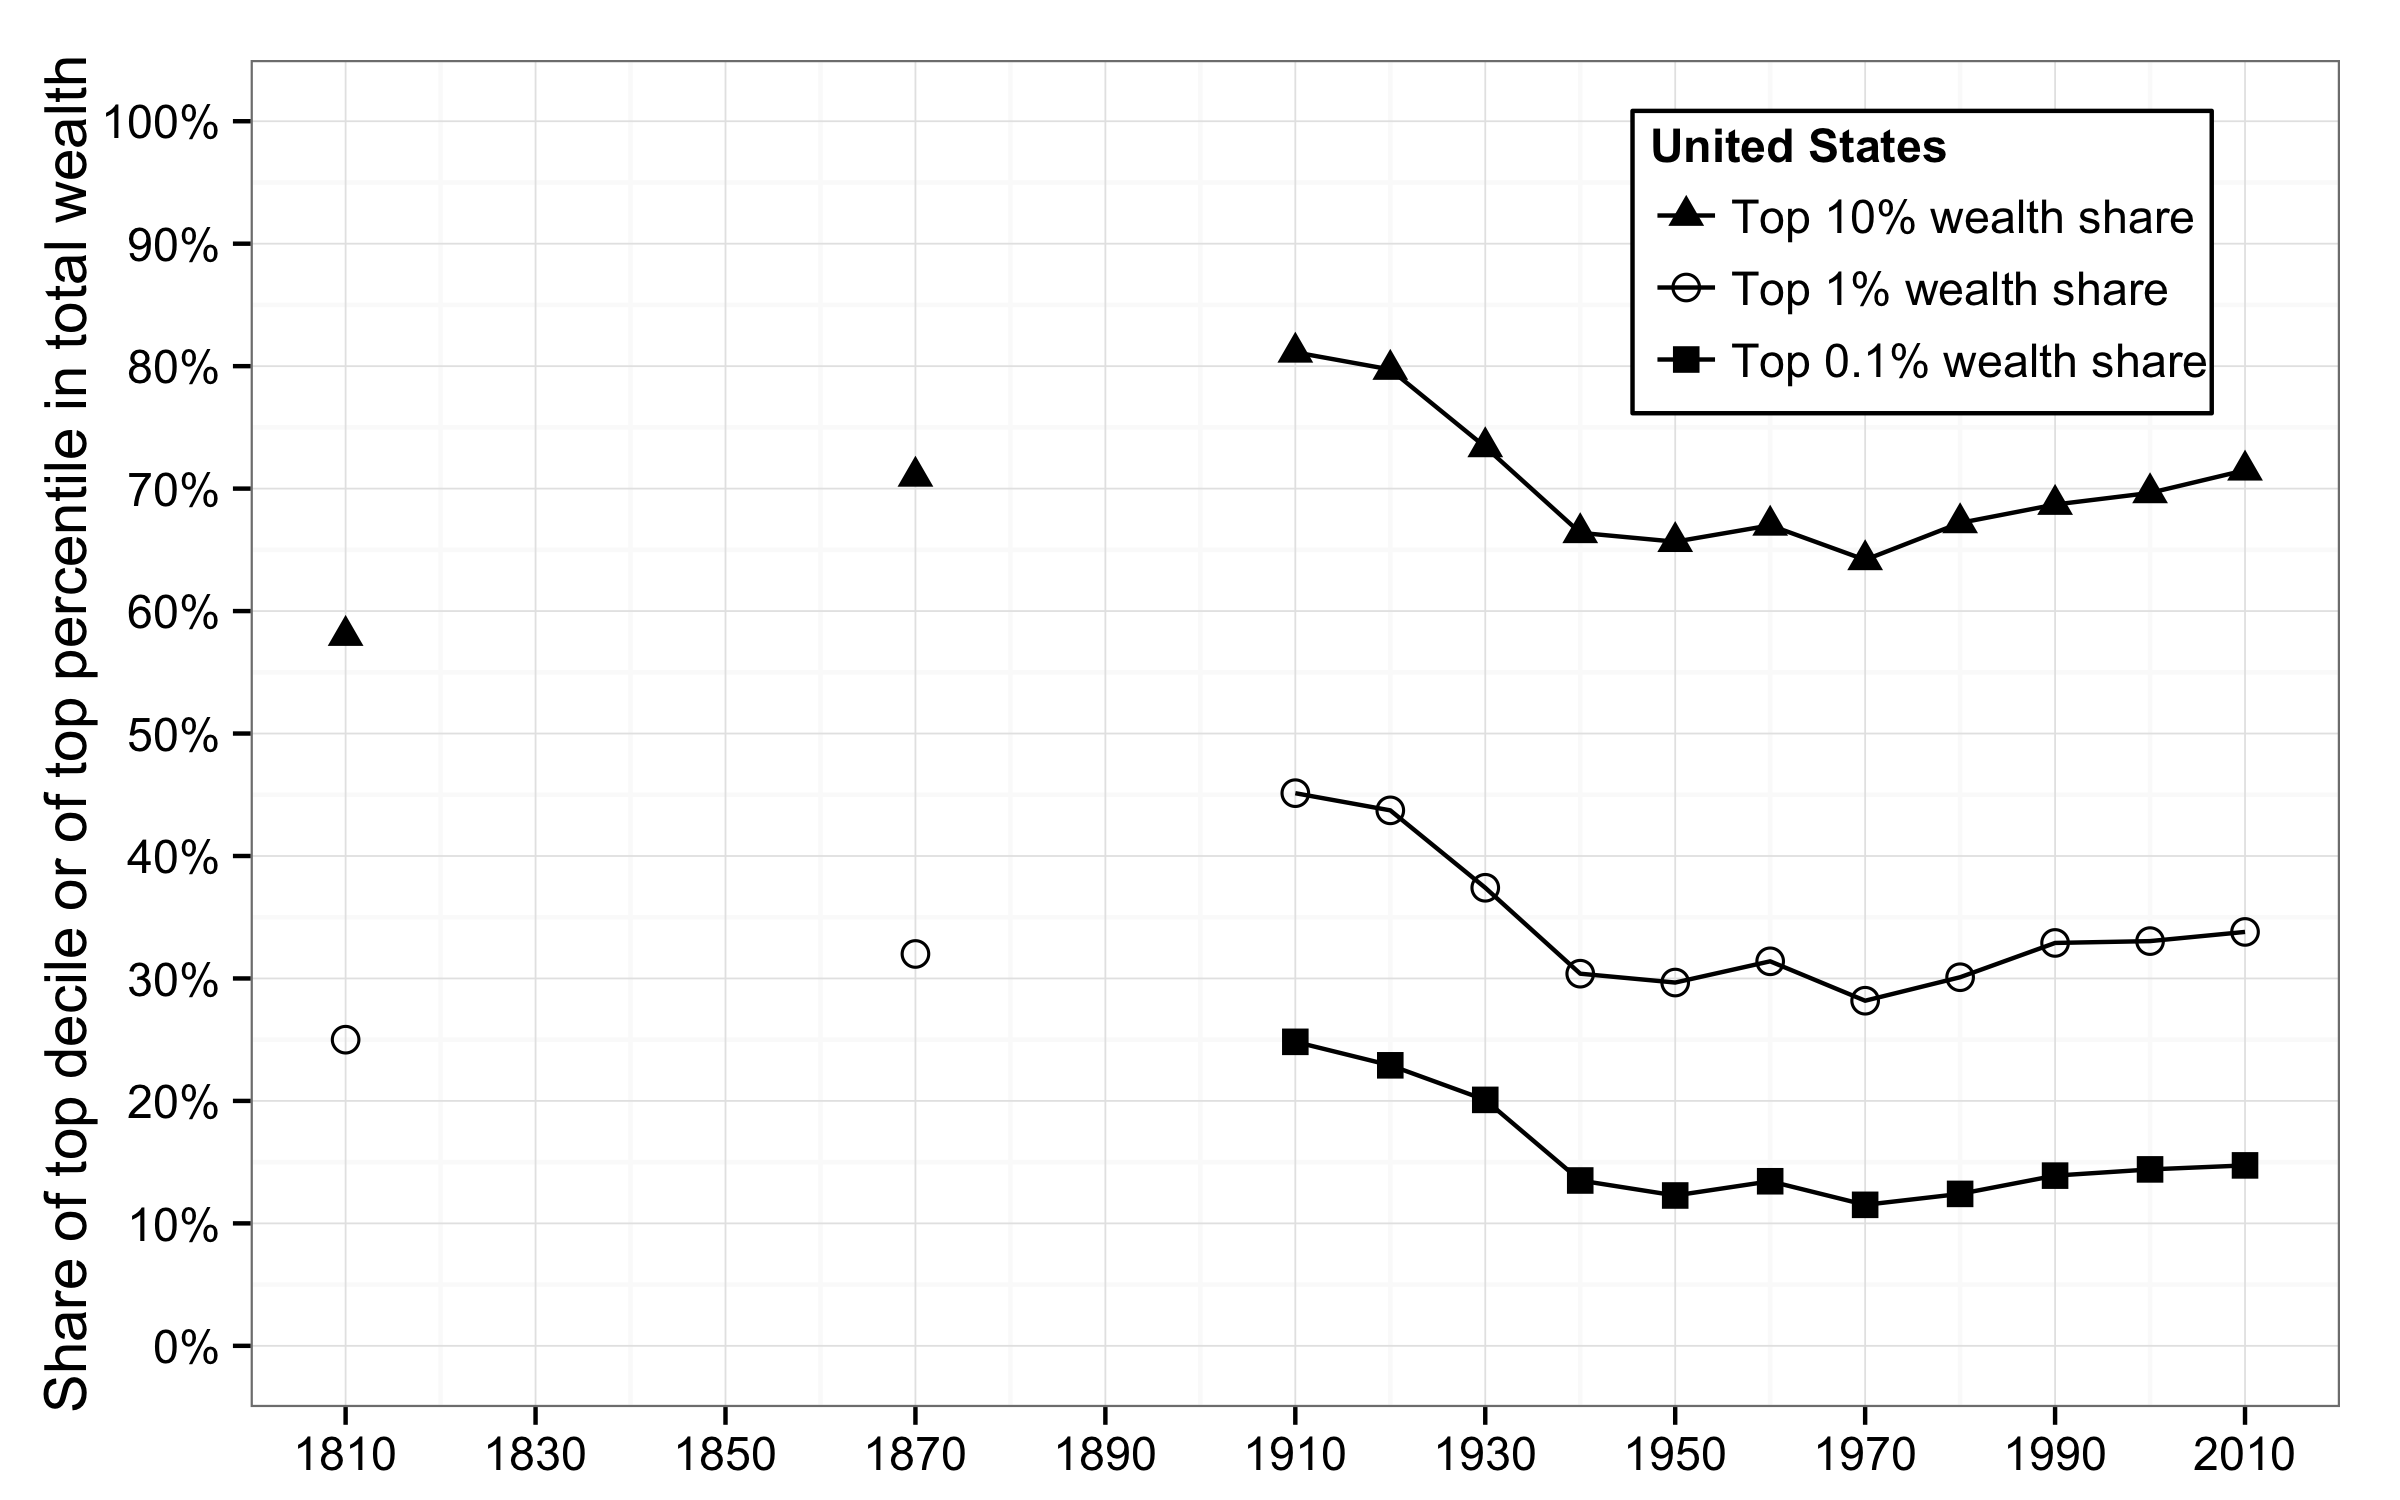 Share of top decile or of top percentile in total wealth
100%
90%
80%
70%
60%
50%
40%
30%
20%
10%
0%
United States
Top 10% wealth share
Top 1% wealth share
Top 0.1% wealth share
1810 1830 1850 1870 1890 1910 1930 1950 1970 1990 2010